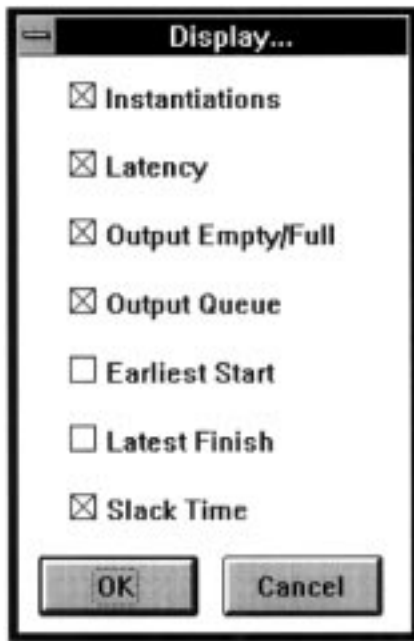 Display...
Instantiations
Latency
Output Empty/Full
Output Queue
Earliest Start
Latest Finish
Slack Time
OK Cancel